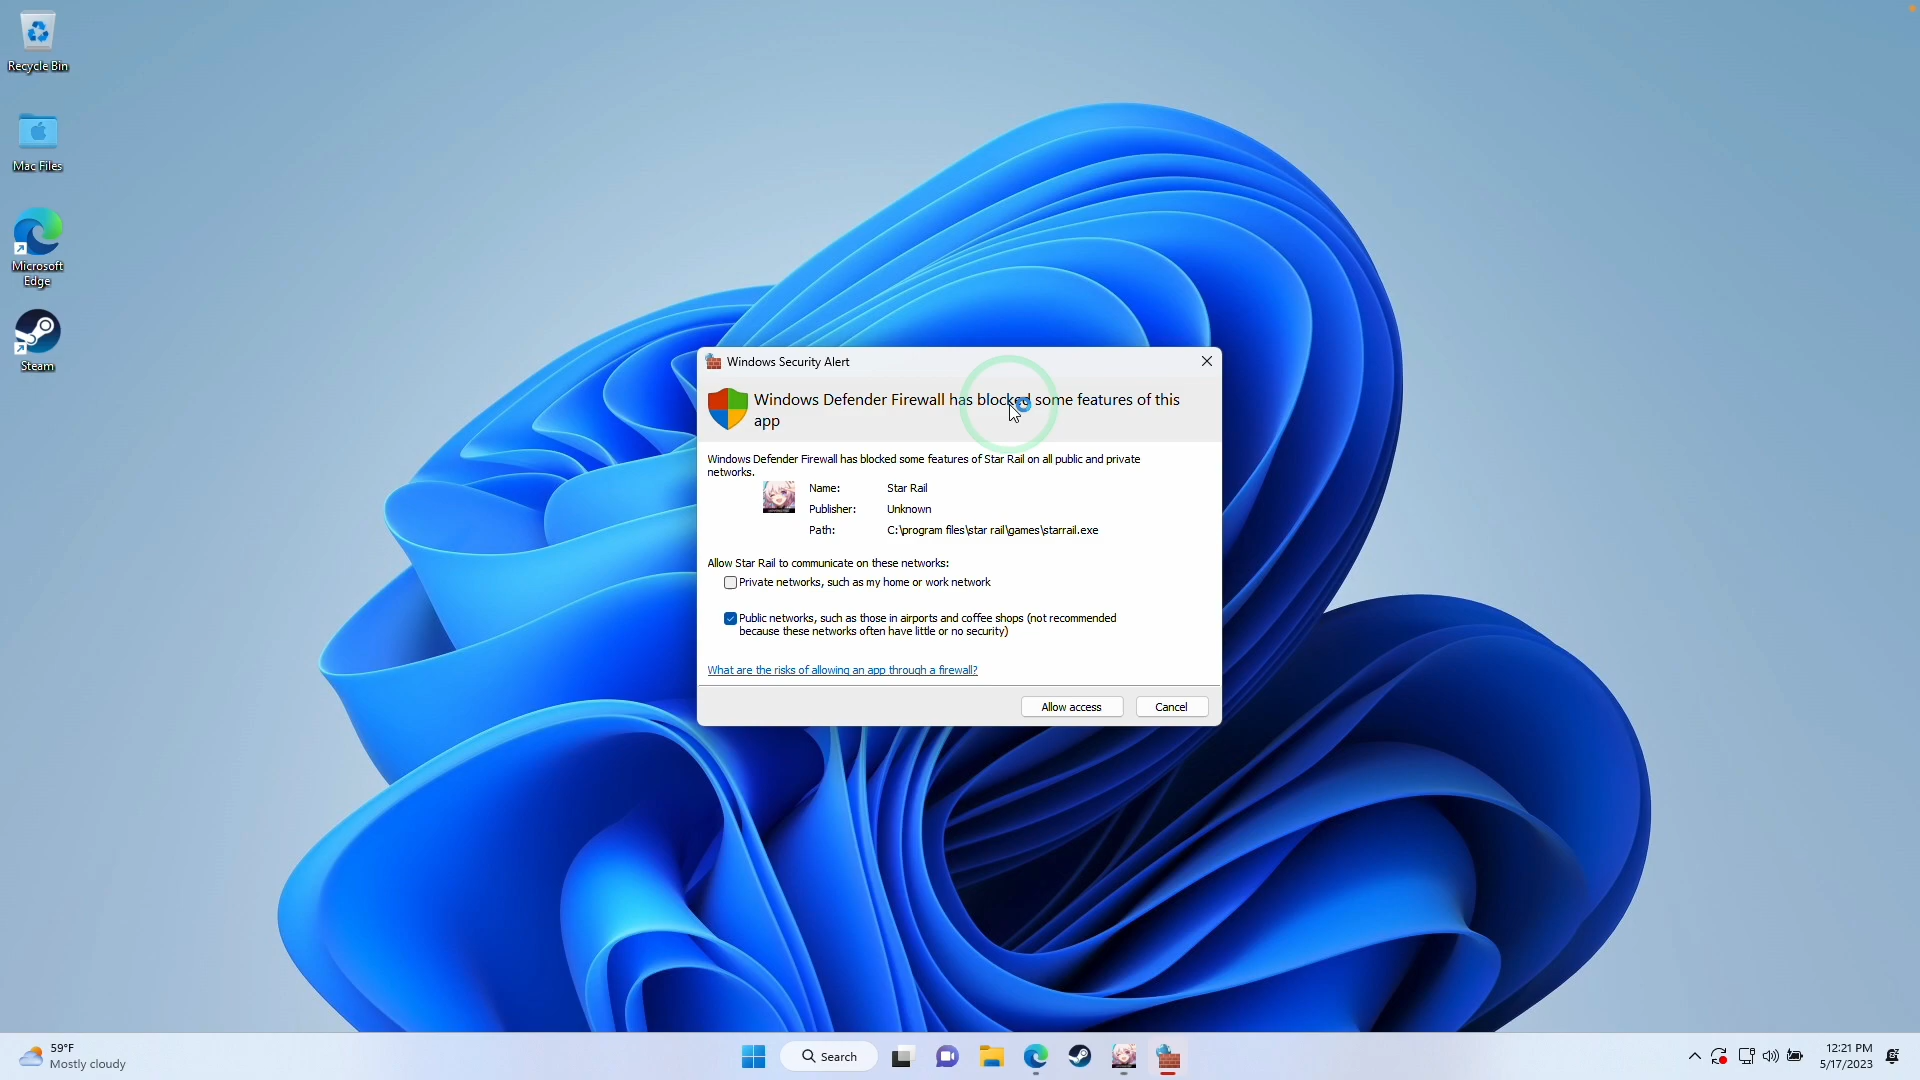 Recycle Bin
Mac Files
Microsoft
Edge
Steam
Windows Security Alert
Windows Defender Firewall has blocked some features of this
app
Windows Defender Firewall has blocked some features of Star Rail on all public and private
networks.
Name: Star Rail
Publisher: Unknown
Path: C:\program files\star rail\games\starrail.exe
Allow Star Rail to communicate on these networks:
Private networks, such as my home or work network
Public networks, such as those in airports and coffee shops (not recommended
because these networks often have little or no security)
What are the risks of allowing an app through a firewall?
Allow access Cancel
59°F
Mostly cloudy
Search
12:21 PM
5/17/2023